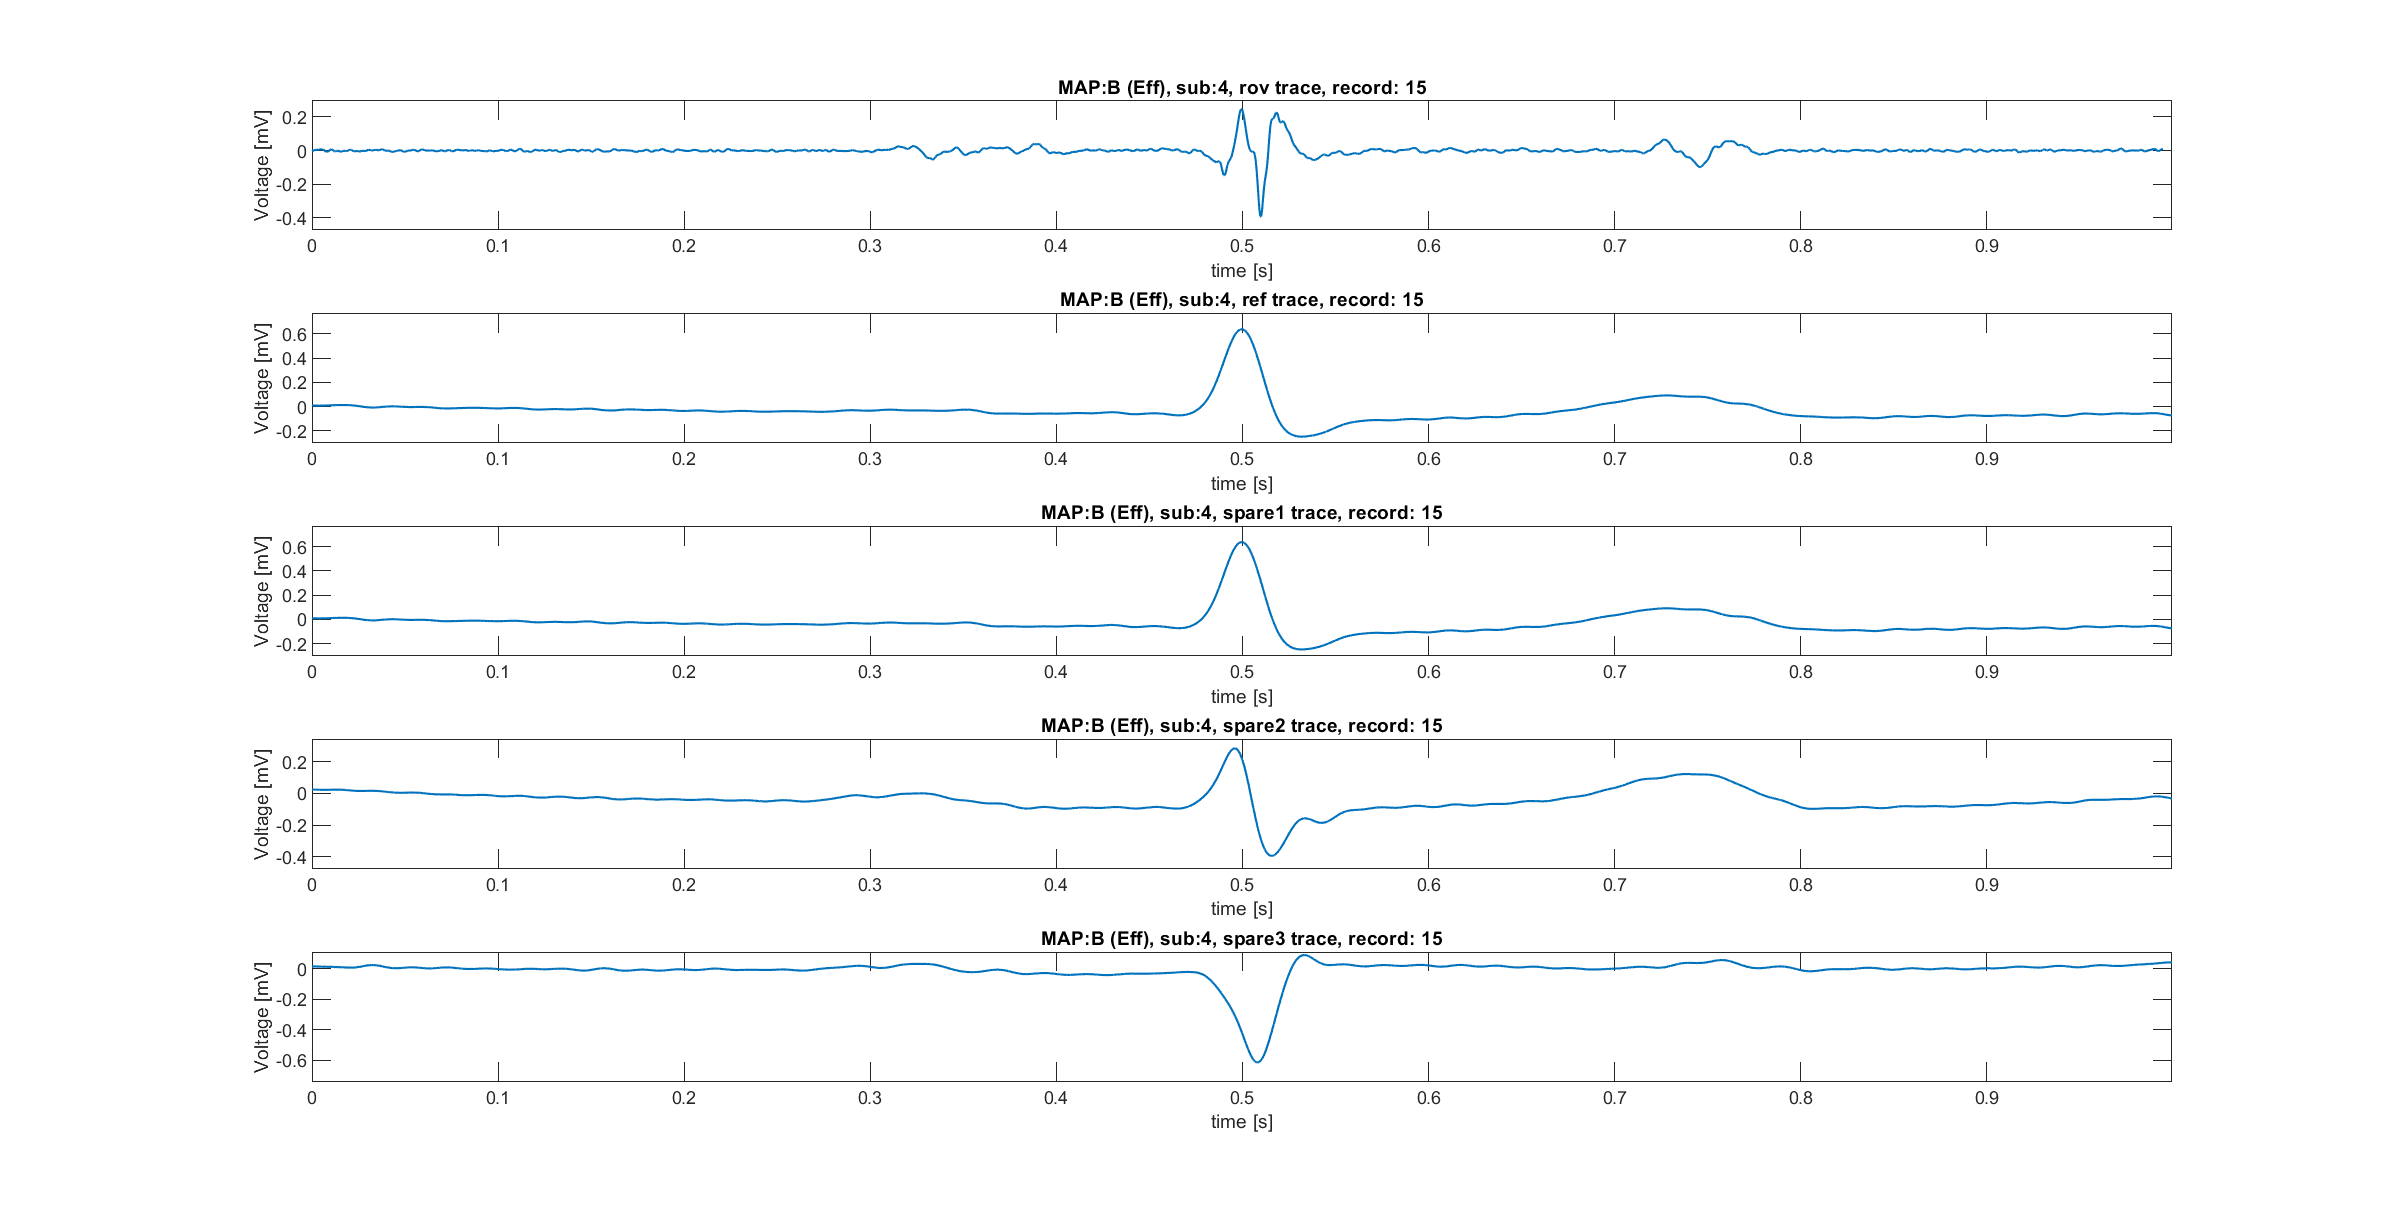 MAP:B (Eff), sub:4, rov trace, record: 15
Voltage [mV]
0.2
0
-0.2
-0.4
0 0.1 0.2 0.3 0.4 0.5 0.6 0.7 0.8 0.9
time [s]
MAP:B (Eff), sub:4, ref trace, record: 15
Voltage [mV]
0.6
0.4
0.2
0
-0.2
0 0.1 0.2 0.3 0.4 0.5 0.6 0.7 0.8 0.9
time [s]
MAP:B (Eff), sub:4, spare1 trace, record: 15
Voltage [mV]
0.6
0.4
0.2
0
-0.2
0 0.1 0.2 0.3 0.4 0.5 0.6 0.7 0.8 0.9
time [s]
MAP:B (Eff), sub:4, spare2 trace, record: 15
Voltage [mV]
0.2
0
-0.2
-0.4
0 0.1 0.2 0.3 0.4 0.5 0.6 0.7 0.8 0.9
time [s]
MAP:B (Eff), sub:4, spare3 trace, record: 15
Voltage [mV]
0
-0.2
-0.4
-0.6
0 0.1 0.2 0.3 0.4 0.5 0.6 0.7 0.8 0.9
time [s]